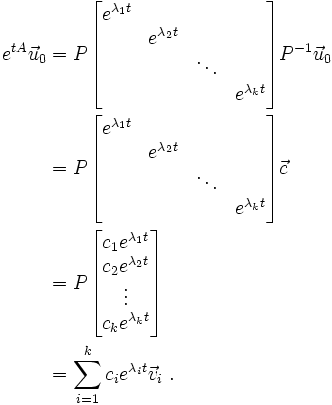 $e^{tA}\vec{u}_0 = P \begin{bmatrix} e^{\lambda_1 t} & & & \\ & e^{\lambda_2 t} & & \\ & & \ddots & \\ & & & e^{\lambda_k t} \end{bmatrix} P^{-1}\vec{u}_0$
$= P \begin{bmatrix} e^{\lambda_1 t} & & & \\ & e^{\lambda_2 t} & & \\ & & \ddots & \\ & & & e^{\lambda_k t} \end{bmatrix} \vec{c}$
$= P \begin{bmatrix} c_1 e^{\lambda_1 t} \\ c_2 e^{\lambda_2 t} \\ \vdots \\ c_k e^{\lambda_k t} \end{bmatrix}$
$= \sum_{i=1}^{k} c_i e^{\lambda_i t} \vec{v}_i \ .$